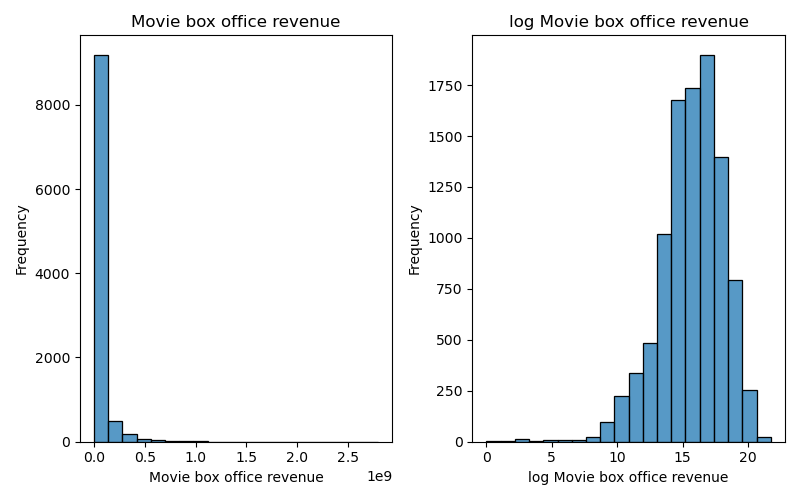 Movie box office revenue
8000
6000
4000
2000
0
Frequency
0.0 0.5 1.0 1.5 2.0 2.5
1e9
Movie box office revenue
log Movie box office revenue
1750
1500
1250
1000
750
500
250
0
Frequency
0 5 10 15 20
log Movie box office revenue